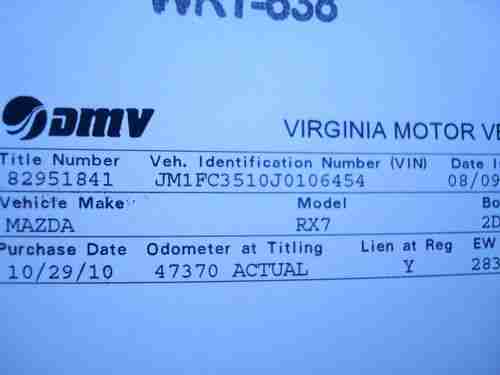 DMV
VIRGINIA MOTOR VE
Title Number Veh. Identification Number (VIN) Date I
82951841 JM1FC3510J0106454 08/09
Vehicle Make Model Bo
MAZDA RX7 2D
Purchase Date Odometer at Titling Lien at Reg EW
10/29/10 47370 ACTUAL Y 283